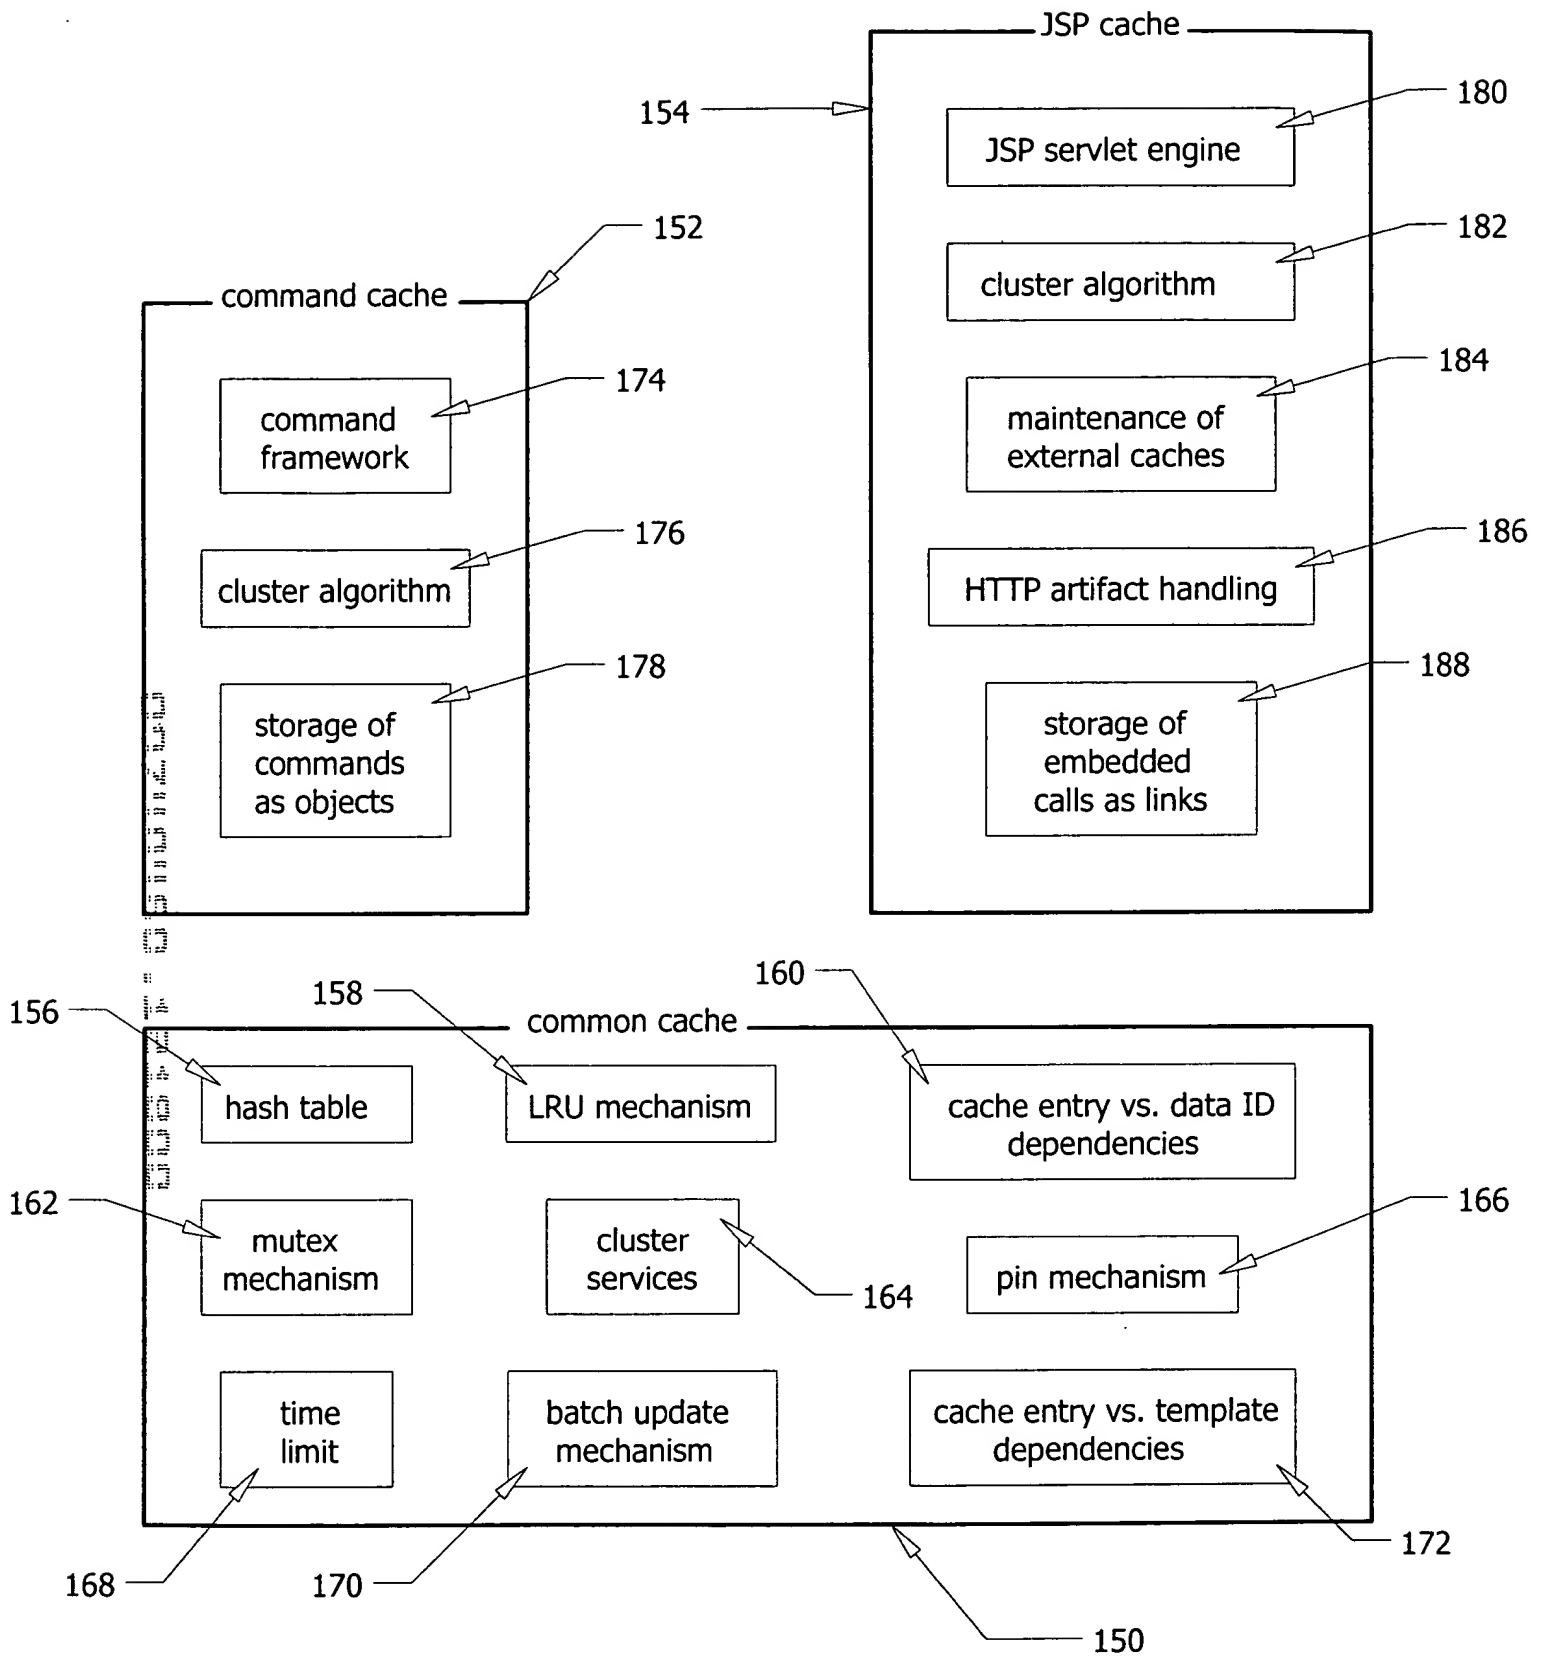 JSP cache
154
180
JSP servlet engine
182
cluster algorithm
184
maintenance of
external caches
186
HTTP artifact handling
188
storage of
embedded
calls as links
152
command cache
174
command
framework
176
cluster algorithm
178
storage of
commands
as objects
common cache
156
hash table
158
LRU mechanism
160
cache entry vs. data ID
dependencies
162
mutex
mechanism
cluster
services
164
166
pin mechanism
time
limit
168
batch update
mechanism
170
cache entry vs. template
dependencies
172
150